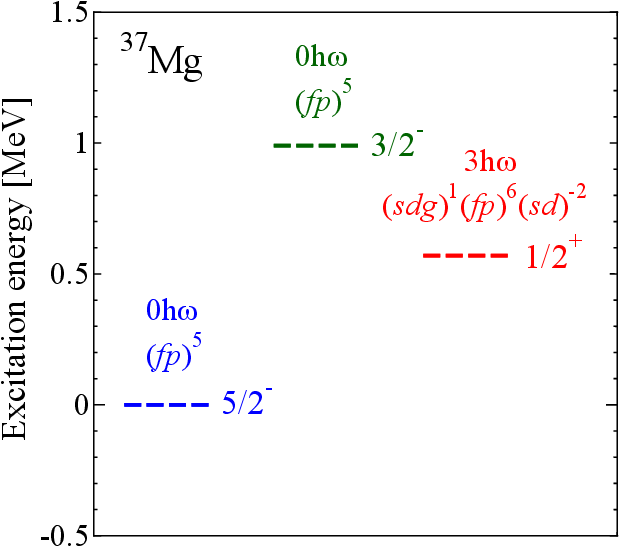 1.5
1
0.5
0
-0.5
Excitation energy [MeV]
³⁷Mg
0hω
(fp)⁵
3/2⁻
3hω
(sdg)¹(fp)⁶(sd)⁻²
1/2⁺
0hω
(fp)⁵
5/2⁻